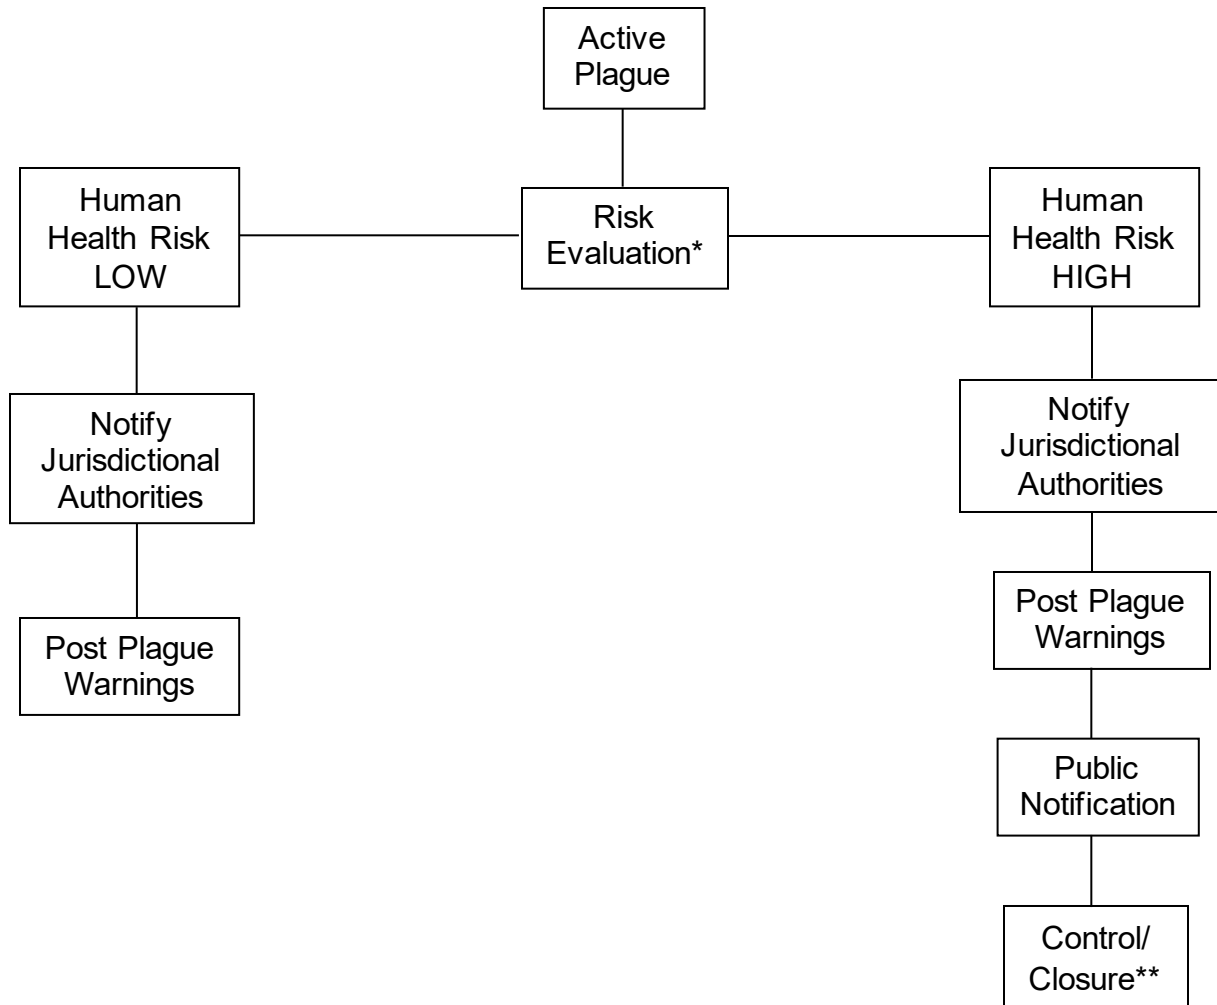 Active
Plague
Risk
Evaluation*
Human
Health Risk
LOW
Notify
Jurisdictional
Authorities
Post Plague
Warnings
Human
Health Risk
HIGH
Notify
Jurisdictional
Authorities
Post Plague
Warnings
Public
Notification
Control/
Closure**